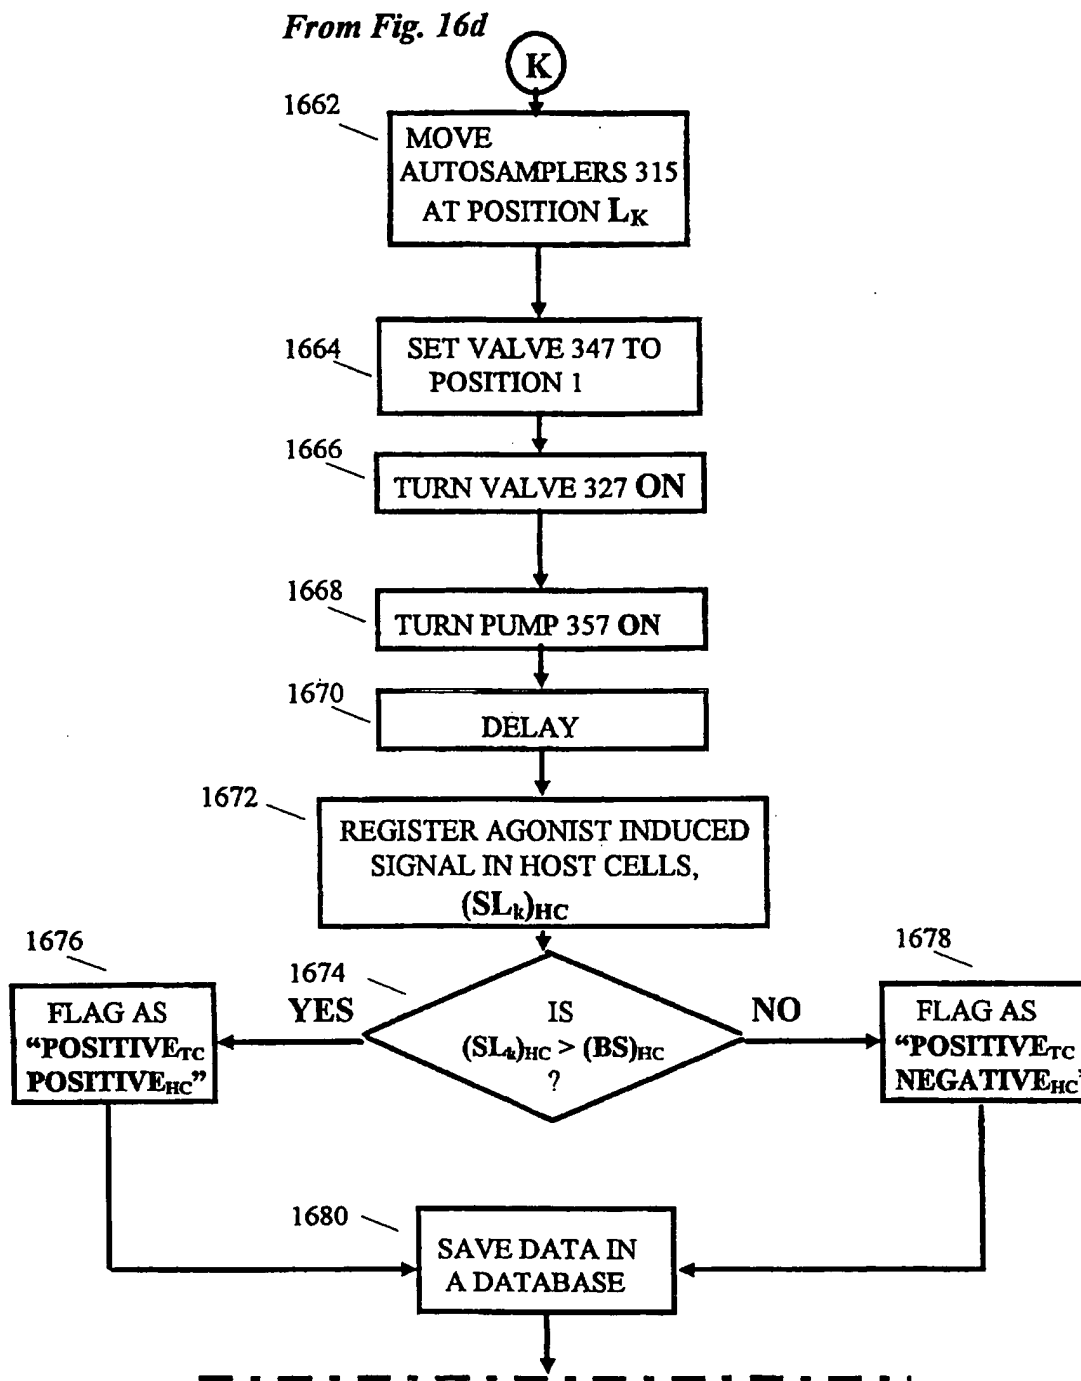 From Fig. 16d
K
1662
MOVE
AUTOSAMPLERS 315
AT POSITION LK
1664
SET VALVE 347 TO
POSITION 1
1666
TURN VALVE 327 ON
1668
TURN PUMP 357 ON
1670
DELAY
1672
REGISTER AGONIST INDUCED
SIGNAL IN HOST CELLS,
(SLk)HC
1674
IS
(SLk)HC > (BS)HC
?
YES
NO
1676
FLAG AS
“POSITIVETC
POSITIVEHC”
1678
FLAG AS
“POSITIVETC
NEGATIVEHC”
1680
SAVE DATA IN
A DATABASE